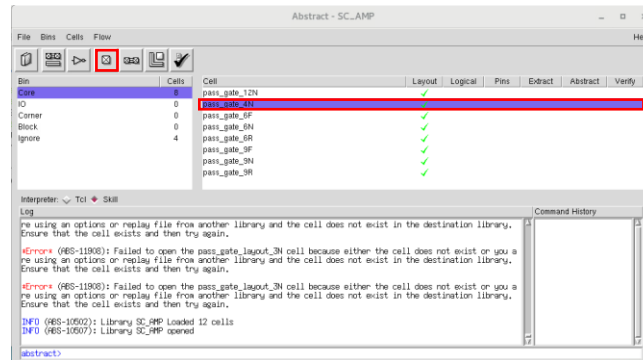 Abstract - SC_AMP
File Bins Cells Flow
Bin Cells
Core 8
IO 0
Corner 0
Block 0
Ignore 4
Cell Layout Logical Pins Extract Abstract Verify
pass_gate_12N
pass_gate_4N
pass_gate_6F
pass_gate_6N
pass_gate_6R
pass_gate_9F
pass_gate_9N
pass_gate_9R
Interpreter: Tcl Skill
Log
re using an options or replay file from another library and the cell does not exist in the destination library.
Ensure that the cell exists and then try again.
*Error* (ABS-11908): Failed to open the pass_gate_layout_3N cell because either the cell does not exist or you a
re using an options or replay file from another library and the cell does not exist in the destination library.
Ensure that the cell exists and then try again.
*Error* (ABS-11908): Failed to open the pass_gate_layout_3N cell because either the cell does not exist or you a
re using an options or replay file from another library and the cell does not exist in the destination library.
Ensure that the cell exists and then try again.
INFO (ABS-10502): Library SC_AMP Loaded 12 cells
INFO (ABS-10507): Library SC_AMP opened
Command History
abstract>